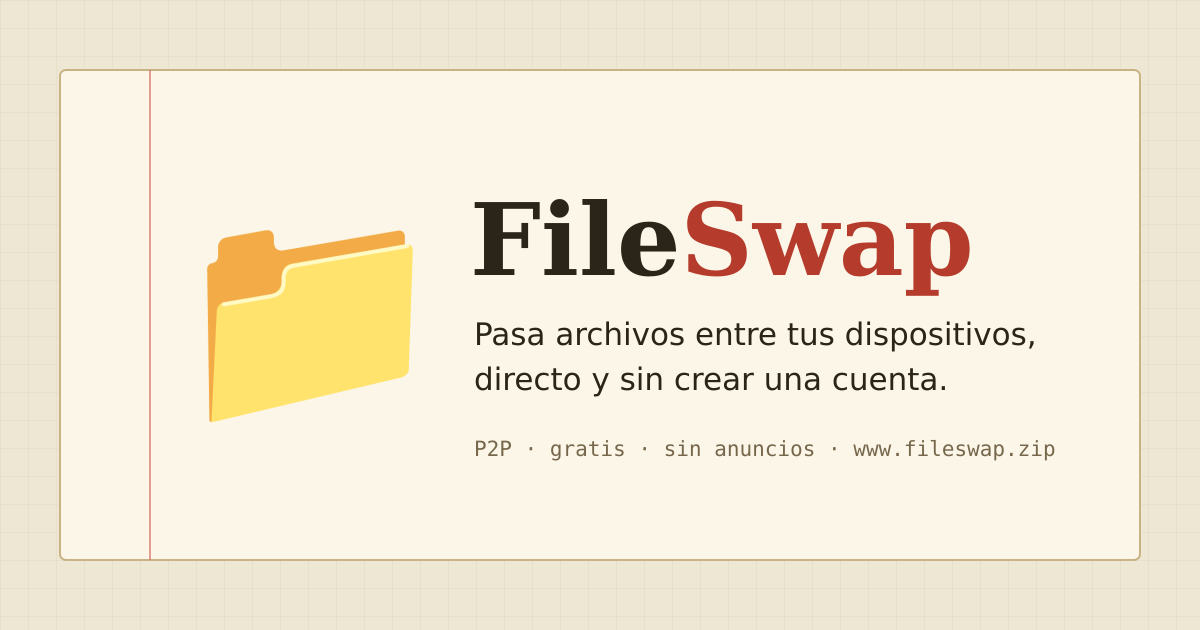 FileSwap
Pasa archivos entre tus dispositivos,
directo y sin crear una cuenta.
P2P · gratis · sin anuncios · www.fileswap.zip